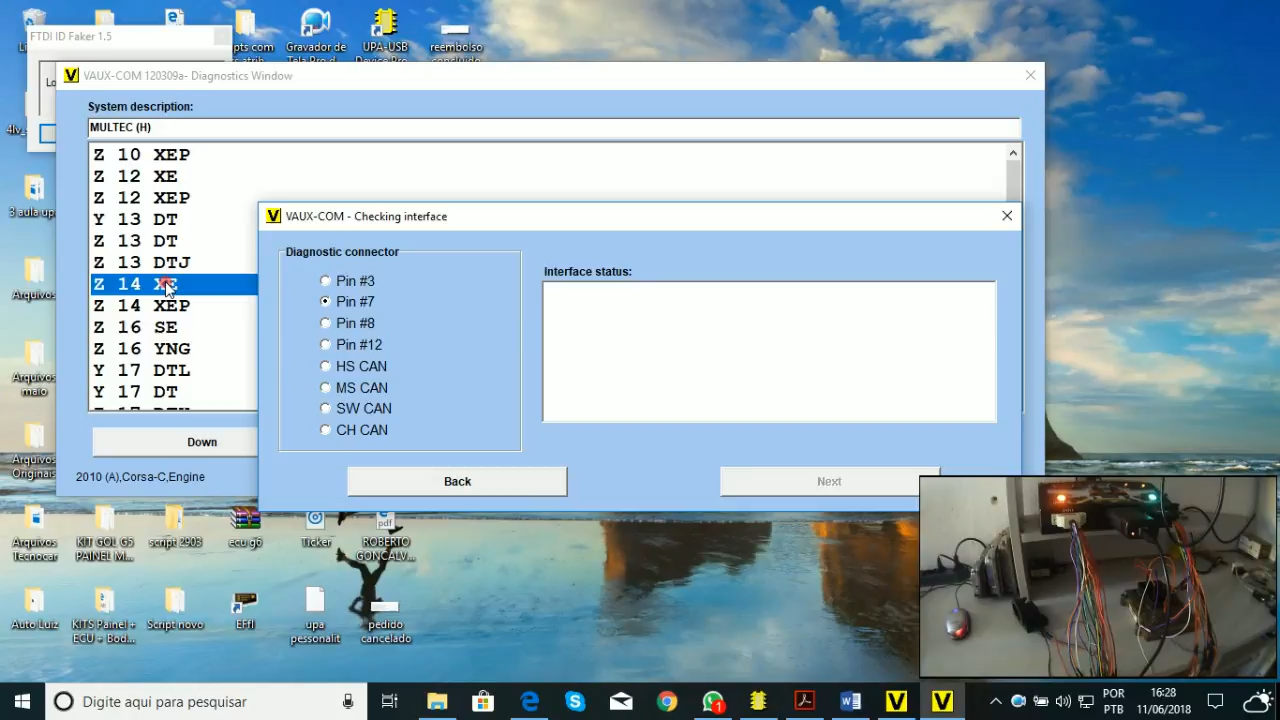 FTDI ID Faker 1.5
Gravador de
UPA-USB
reembolso
Tela Pro d...
Device Pro...
concluído
VAUX-COM 120309a- Diagnostics Window
System description:
MULTEC (H)
Z 10 XEP
Z 12 XE
Z 12 XEP
Y 13 DT
Z 13 DT
Z 13 DTJ
Z 14 XE
Z 14 XEP
Z 16 SE
Z 16 YNG
Y 17 DTL
Y 17 DT
Down
2010 (A),Corsa-C,Engine
VAUX-COM - Checking interface
Diagnostic connector
Pin #3
Pin #7
Pin #8
Pin #12
HS CAN
MS CAN
SW CAN
CH CAN
Interface status:
Back
Next
3 aula upa
Arquivos
Arquivos
maio
Arquivos
Originais
Arquivos
Tecnocar
KIT GOL G5
PAINEL M...
script 2903
ecu g6
Ticker
ROBERTO
GONCALV...
Auto Luiz
KITS Painel +
ECU + Bod...
Script novo
EFfI
upa
pessonalit
pedido
cancelado
Digite aqui para pesquisar
POR
PTB
16:28
11/06/2018